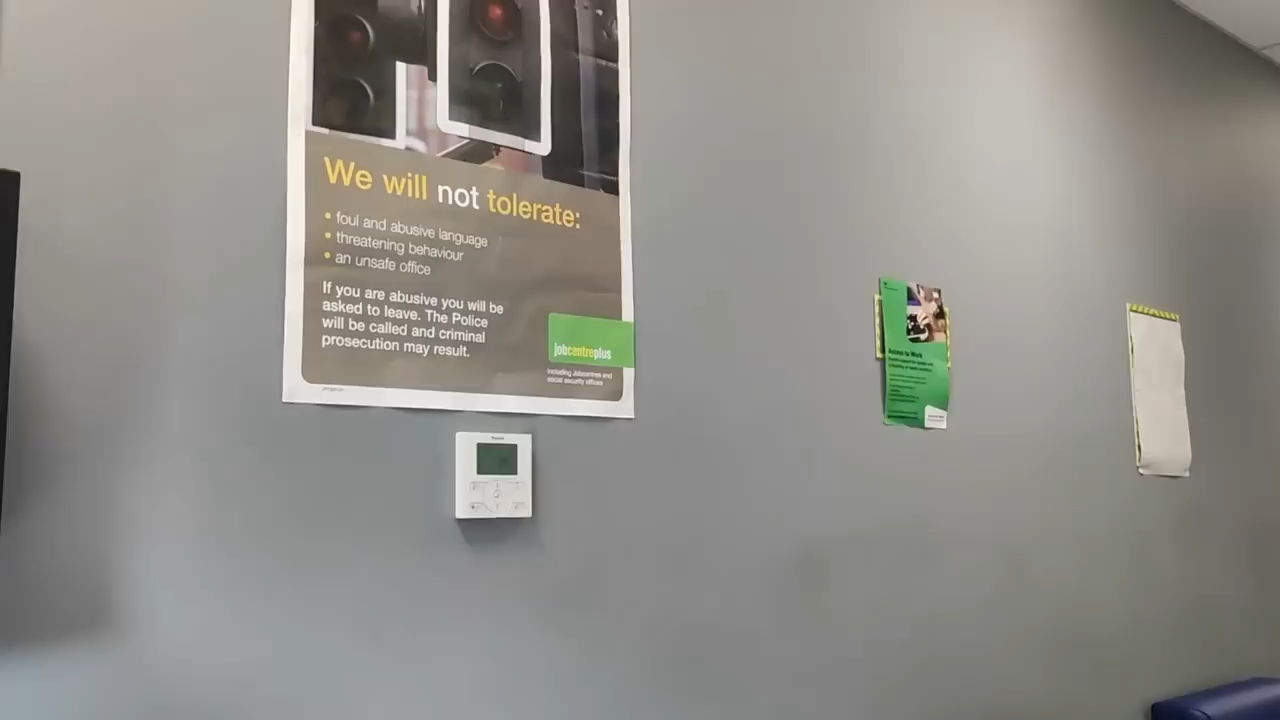 We will not tolerate:
• foul and abusive language
• threatening behaviour
• an unsafe office
If you are abusive you will be
asked to leave. The Police
will be called and criminal
prosecution may result.
jobcentreplus
including Jobcentres and
social security offices
Access to Work